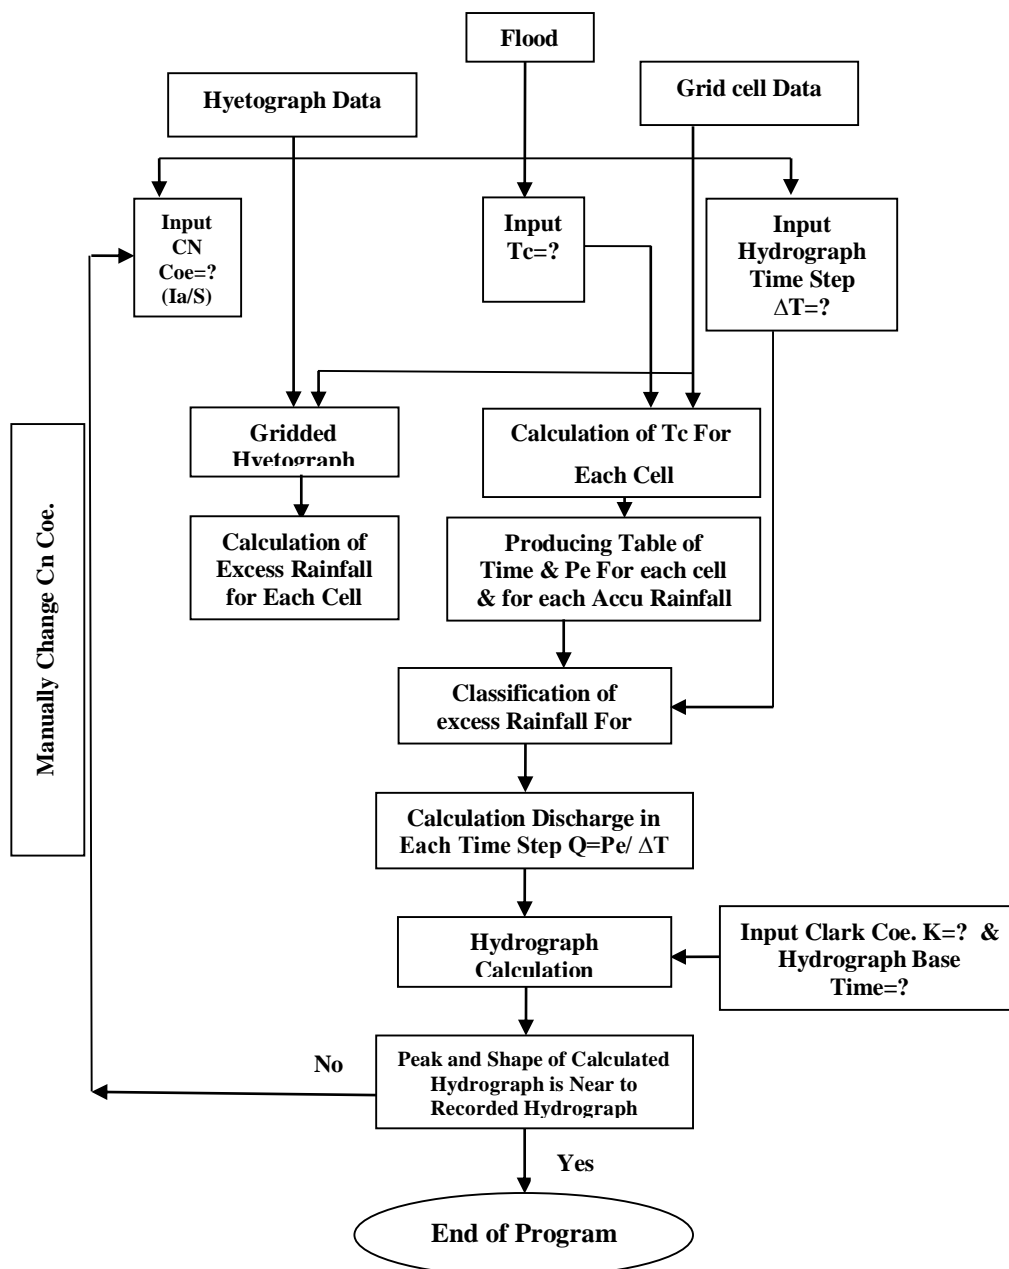 Flood
Hyetograph Data
Grid cell Data
Input
CN
Coe=?
(Ia/S)
Input
Tc=?
Input
Hydrograph
Time Step
ΔT=?
Manually Change Cn Coe.
Gridded
Hyetograph
Calculation of Tc For
Each Cell
Calculation of
Excess Rainfall
for Each Cell
Producing Table of
Time & Pe For each cell
& for each Accu Rainfall
Classification of
excess Rainfall For
Calculation Discharge in
Each Time Step Q=Pe/ ΔT
Hydrograph
Calculation
Input Clark Coe. K=? &
Hydrograph Base
Time=?
Peak and Shape of Calculated
Hydrograph is Near to
Recorded Hydrograph
No
Yes
End of Program